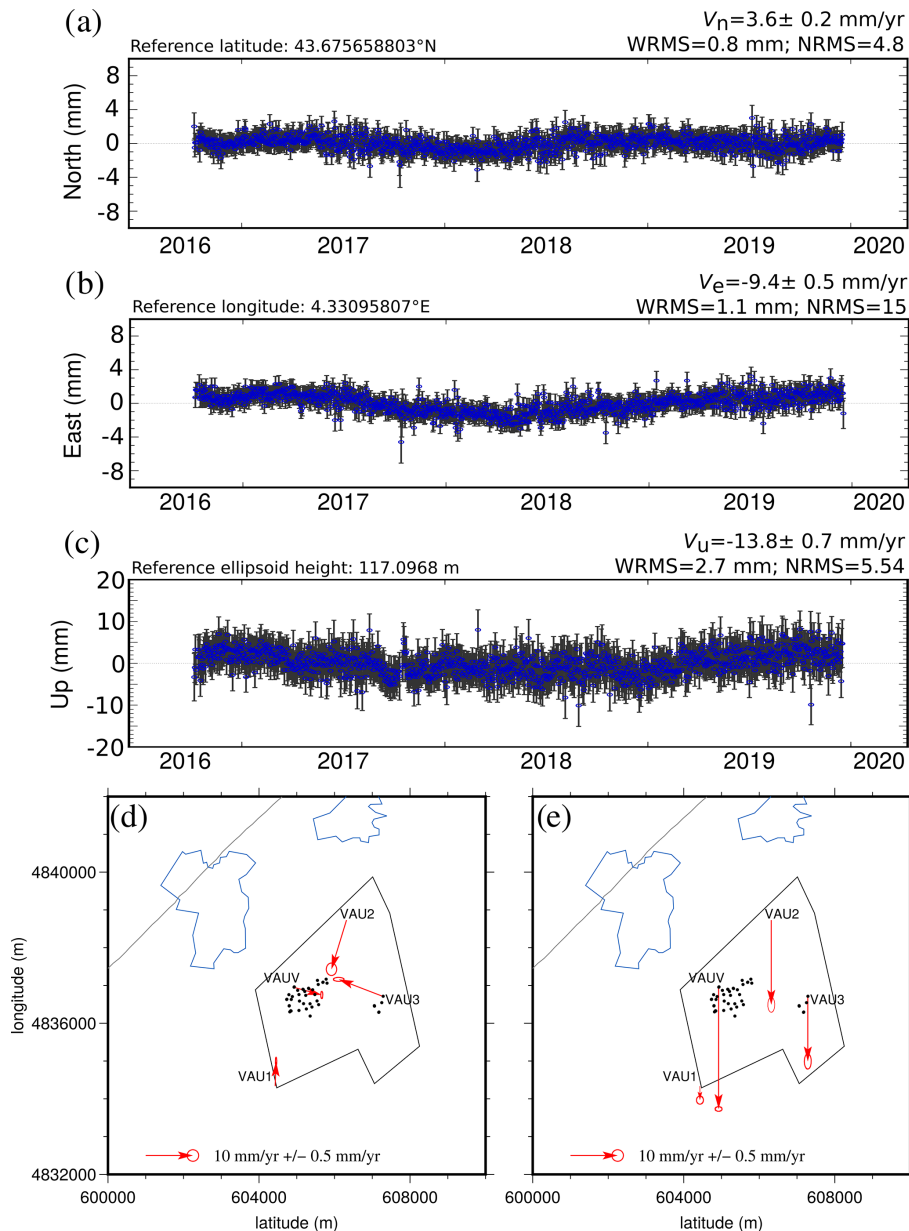 (a)
Vn=3.6± 0.2 mm/yr
Reference latitude: 43.675658803°N
WRMS=0.8 mm; NRMS=4.8
North (mm)
8
4
0
-4
-8
2016 2017 2018 2019 2020
(b)
Ve=-9.4± 0.5 mm/yr
Reference longitude: 4.33095807°E
WRMS=1.1 mm; NRMS=15
East (mm)
8
4
0
-4
-8
2016 2017 2018 2019 2020
(c)
Vu=-13.8± 0.7 mm/yr
Reference ellipsoid height: 117.0968 m
WRMS=2.7 mm; NRMS=5.54
Up (mm)
20
10
0
-10
-20
2016 2017 2018 2019 2020
(d)
longitude (m)
4840000
4836000
4832000
VAU2
VAUV
VAU3
VAU1
10 mm/yr +/− 0.5 mm/yr
600000 604000 608000
latitude (m)
(e)
VAU2
VAUV
VAU3
VAU1
10 mm/yr +/− 0.5 mm/yr
600000 604000 608000
latitude (m)